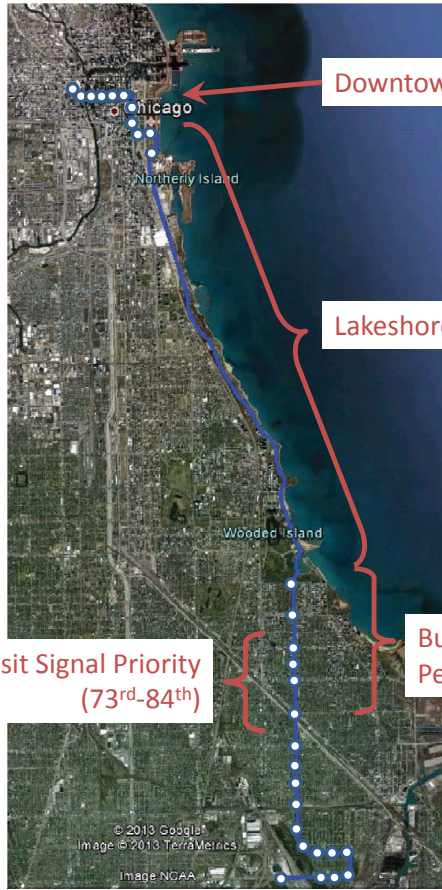 Downtow
Chicago
Northerly Island
Lakeshore
Wooded Island
Bu
Pe
sit Signal Priority
(73rd-84th)
© 2013 Google
Image © 2013 TerraMetrics
Image NOAA